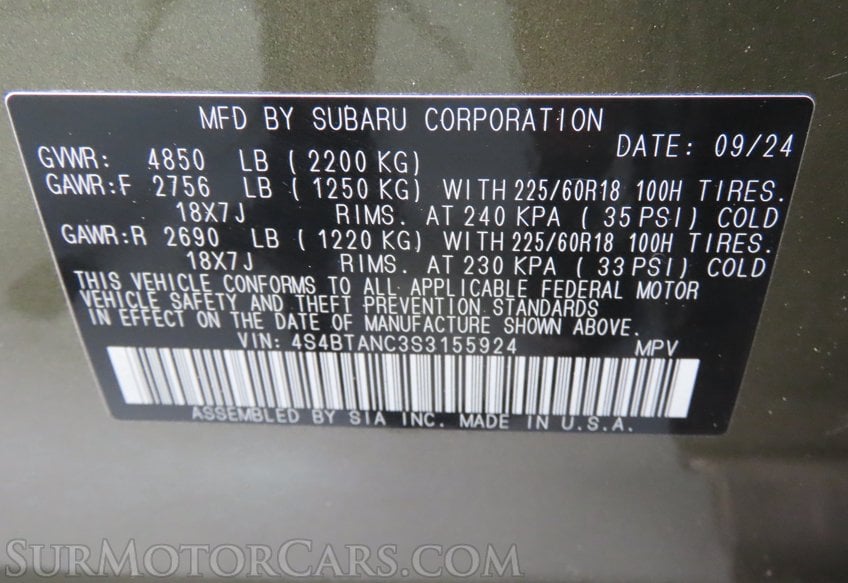 MFD BY SUBARU CORPORATION
DATE: 09/24
GVWR: 4850 LB ( 2200 KG)
GAWR:F 2756 LB ( 1250 KG) WITH 225/60R18 100H TIRES.
18X7J RIMS. AT 240 KPA ( 35 PSI) COLD
GAWR:R 2690 LB ( 1220 KG) WITH 225/60R18 100H TIRES.
18X7J RIMS. AT 230 KPA ( 33 PSI) COLD
THIS VEHICLE CONFORMS TO ALL APPLICABLE FEDERAL MOTOR
VEHICLE SAFETY AND THEFT PREVENTION STANDARDS
IN EFFECT ON THE DATE OF MANUFACTURE SHOWN ABOVE.
VIN: 4S4BTANC3S3155924 MPV
ASSEMBLED BY SIA INC. MADE IN U.S.A.
SurMotorCars.com